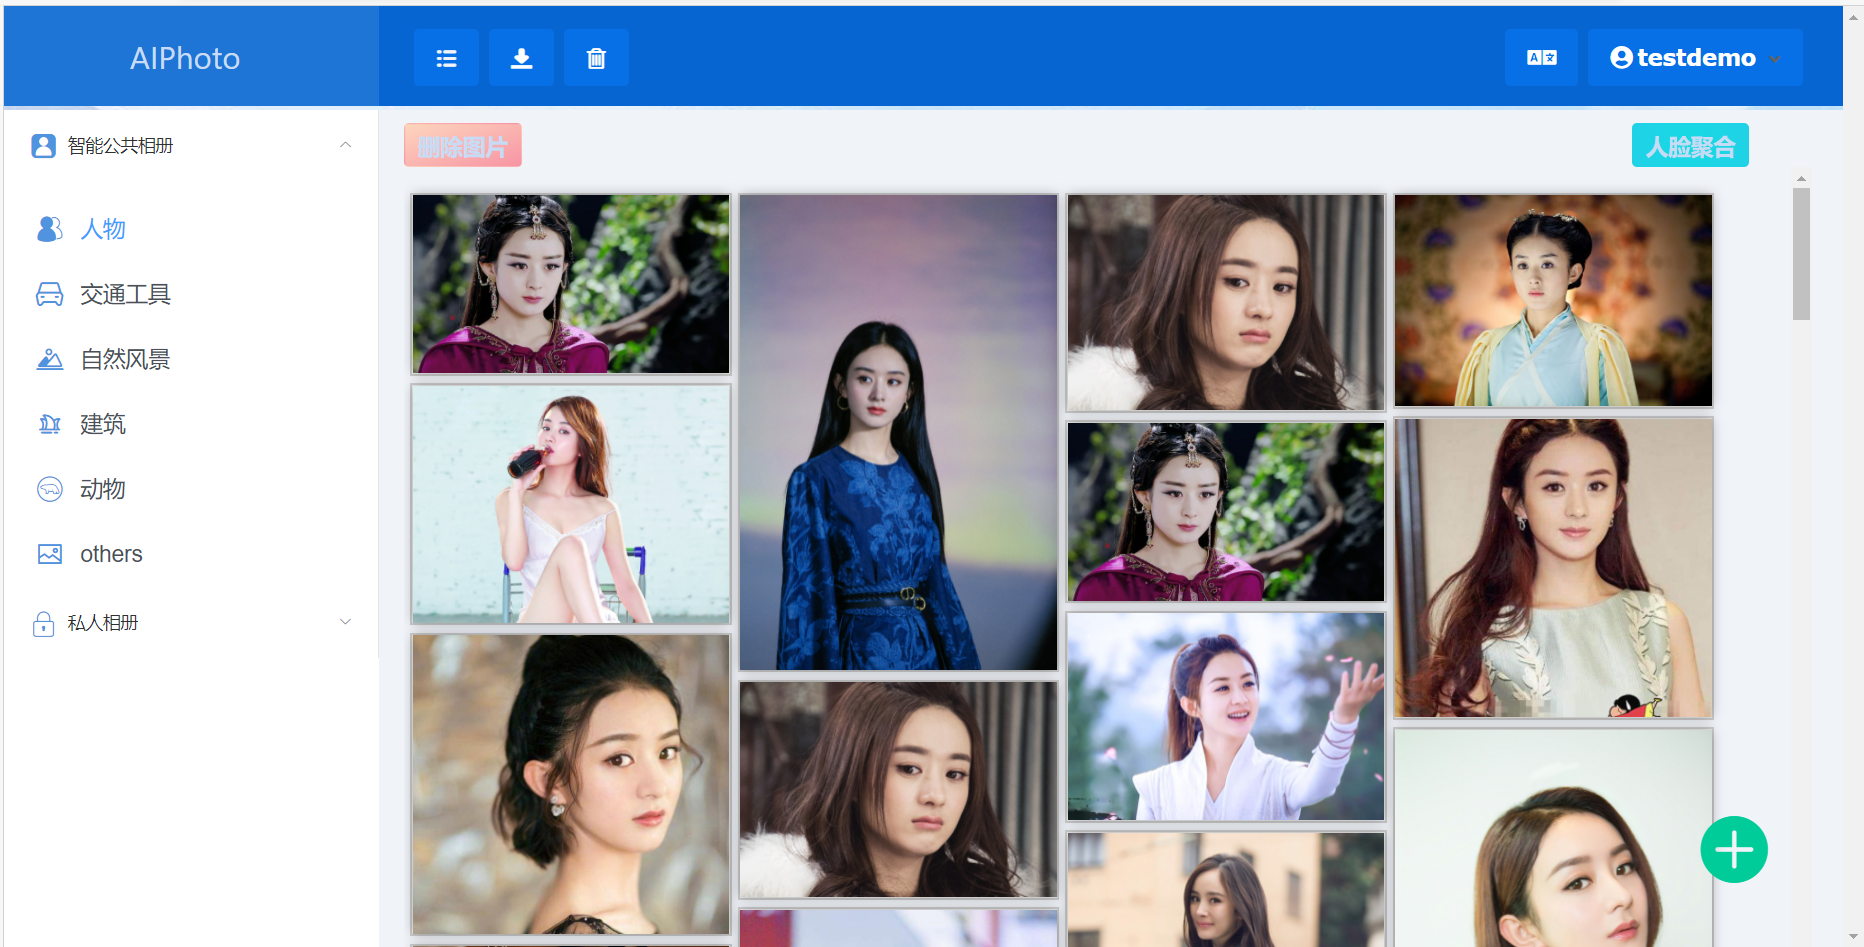 AIPhoto
testdemo
智能公共相册
人物
交通工具
自然风景
建筑
动物
others
私人相册
删除图片
人脸聚合